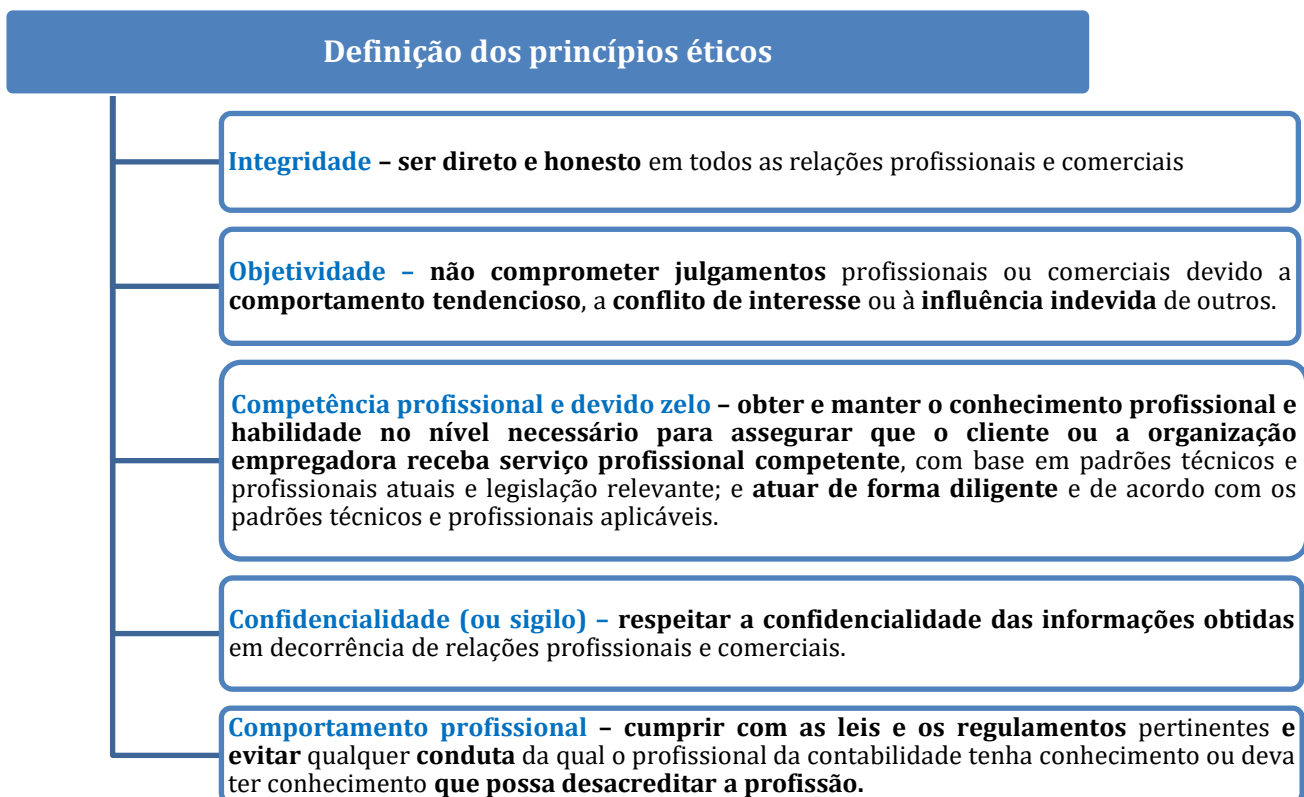 Definição dos princípios éticos
Integridade – ser direto e honesto em todos as relações profissionais e comerciais
Objetividade – não comprometer julgamentos profissionais ou comerciais devido a
comportamento tendencioso, a conflito de interesse ou à influência indevida de outros.
Competência profissional e devido zelo – obter e manter o conhecimento profissional e
habilidade no nível necessário para assegurar que o cliente ou a organização
empregadora receba serviço profissional competente, com base em padrões técnicos e
profissionais atuais e legislação relevante; e atuar de forma diligente e de acordo com os
padrões técnicos e profissionais aplicáveis.
Confidencialidade (ou sigilo) – respeitar a confidencialidade das informações obtidas
em decorrência de relações profissionais e comerciais.
Comportamento profissional – cumprir com as leis e os regulamentos pertinentes e
evitar qualquer conduta da qual o profissional da contabilidade tenha conhecimento ou deva
ter conhecimento que possa desacreditar a profissão.